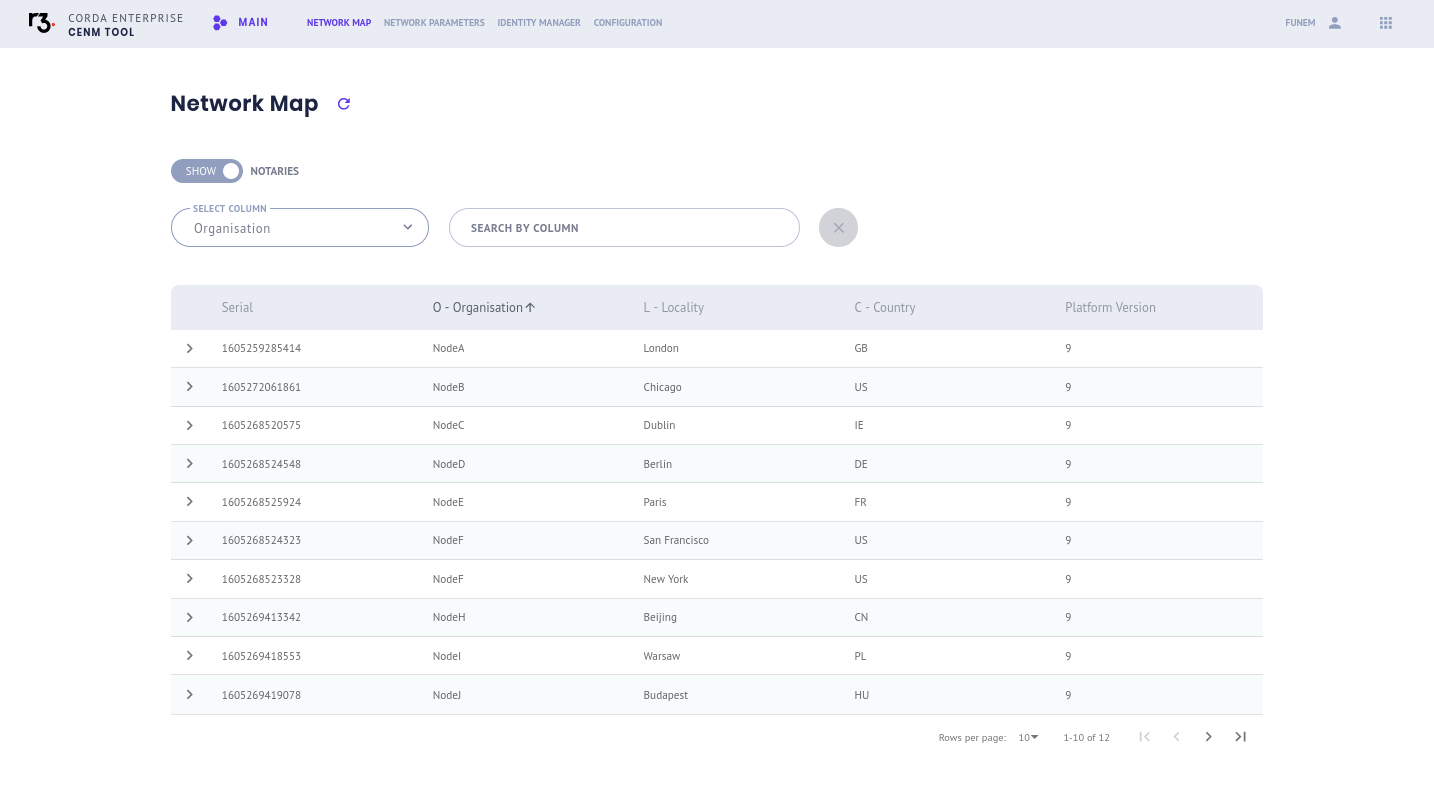 r3.
CORDA ENTERPRISE
CENM TOOL
MAIN
NETWORK MAP NETWORK PARAMETERS IDENTITY MANAGER CONFIGURATION
FUNEM
Network Map
SHOW NOTARIES
SELECT COLUMN
Organisation
SEARCH BY COLUMN
Serial O - Organisation L - Locality C - Country Platform Version
1605259285414 NodeA London GB 9
1605272061861 NodeB Chicago US 9
1605268520575 NodeC Dublin IE 9
1605268524548 NodeD Berlin DE 9
1605268525924 NodeE Paris FR 9
1605268524323 NodeF San Francisco US 9
1605268523328 NodeF New York US 9
1605269413342 NodeH Beijing CN 9
1605269418553 NodeI Warsaw PL 9
1605269419078 NodeJ Budapest HU 9
Rows per page: 10 1-10 of 12